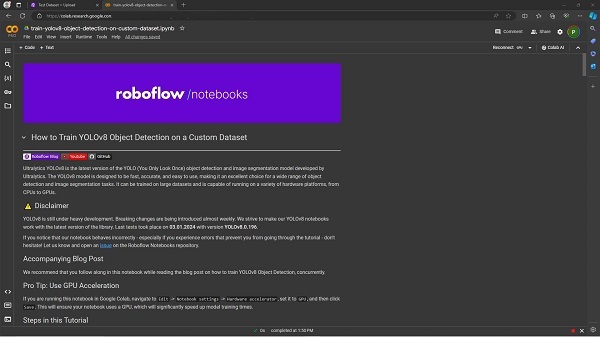 Test Dataset > Upload
train-yolov8-object-detection-on-custom-dataset.ipynb
https://colab.research.google.com
train-yolov8-object-detection-on-custom-dataset.ipynb
File Edit View Insert Runtime Tools Help All changes saved
Comment Share P
+ Code + Text
Reconnect Colab AI
roboflow /notebooks
How to Train YOLOv8 Object Detection on a Custom Dataset
Roboflow Blog Youtube GitHub
Ultralytics YOLOv8 is the latest version of the YOLO (You Only Look Once) object detection and image segmentation model developed by
Ultralytics. The YOLOv8 model is designed to be fast, accurate, and easy to use, making it an excellent choice for a wide range of object
detection and image segmentation tasks. It can be trained on large datasets and is capable of running on a variety of hardware platforms, from
CPUs to GPUs.
Disclaimer
YOLOv8 is still under heavy development. Breaking changes are being introduced almost weekly. We strive to make our YOLOv8 notebooks
work with the latest version of the library. Last tests took place on 03.01.2024 with version YOLOv8.0.196.
If you notice that our notebook behaves incorrectly - especially if you experience errors that prevent you from going through the tutorial - don't
hesitate! Let us know and open an issue on the Roboflow Notebooks repository.
Accompanying Blog Post
We recommend that you follow along in this notebook while reading the blog post on how to train YOLOv8 Object Detection, concurrently.
Pro Tip: Use GPU Acceleration
If you are running this notebook in Google Colab, navigate to Edit -> Notebook settings -> Hardware accelerator, set it to GPU, and then click
Save. This will ensure your notebook uses a GPU, which will significantly speed up model training times.
Steps in this Tutorial
0s completed at 1:50 PM